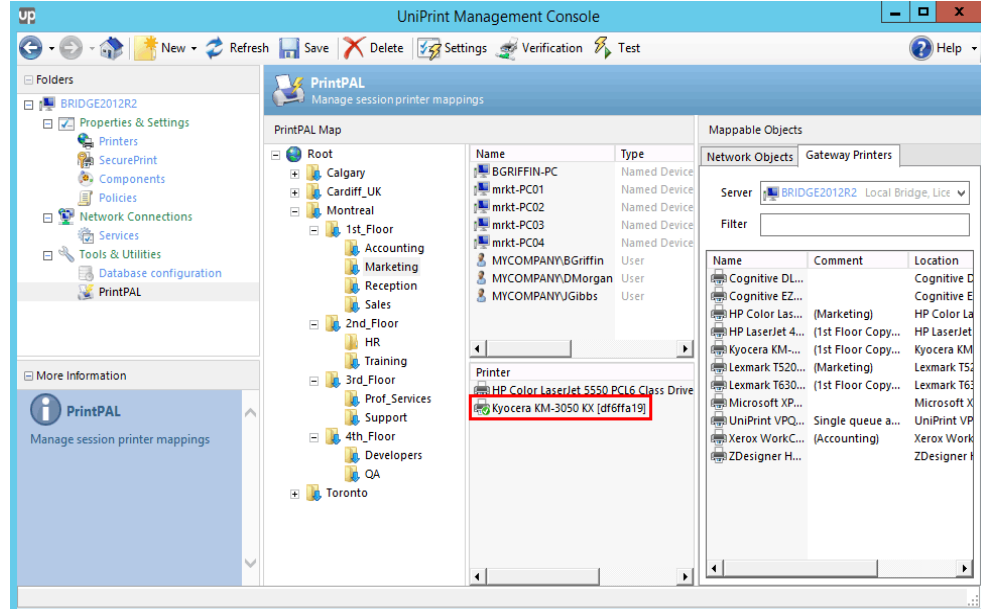 up
UniPrint Management Console
New Refresh Save Delete Settings Verification Test Help
Folders
BRIDGE2012R2
Properties & Settings
Printers
SecurePrint
Components
Policies
Network Connections
Services
Tools & Utilities
Database configuration
PrintPAL
More Information
PrintPAL
Manage session printer mappings
PrintPAL
Manage session printer mappings
PrintPAL Map
Root
Calgary
Cardiff_UK
Montreal
1st_Floor
Accounting
Marketing
Reception
Sales
2nd_Floor
HR
Training
3rd_Floor
Prof_Services
Support
4th_Floor
Developers
QA
Toronto
Name Type
BGRIFFIN-PC Named Device
mrkt-PC01 Named Device
mrkt-PC02 Named Device
mrkt-PC03 Named Device
mrkt-PC04 Named Device
MYCOMPANY\BGriffin User
MYCOMPANY\DMorgan User
MYCOMPANY\JGibbs User
Printer
HP Color LaserJet 5550 PCL6 Class Drive
Kyocera KM-3050 KX [df6ffa19]
Mappable Objects
Network Objects Gateway Printers
Server BRIDGE2012R2 Local Bridge, Lice
Filter
Name Comment Location
Cognitive DL... Cognitive D
Cognitive EZ... Cognitive E
HP Color Las... (Marketing) HP Color La
HP LaserJet 4... (1st Floor Copy... HP LaserJet
Kyocera KM-... (1st Floor Copy... Kyocera KM
Lexmark T520... (Marketing) Lexmark T52
Lexmark T630... (1st Floor Copy... Lexmark T63
Microsoft XP... Microsoft X
UniPrint VPQ... Single queue a... UniPrint VP
Xerox WorkC... (Accounting) Xerox Work
ZDesigner H... ZDesigner H